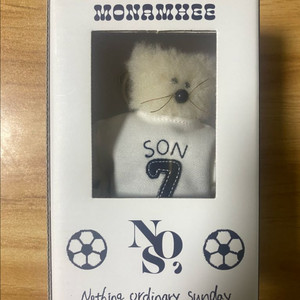 MONAMHEE
SON
7
NOS,
Nothing ordinary sunday